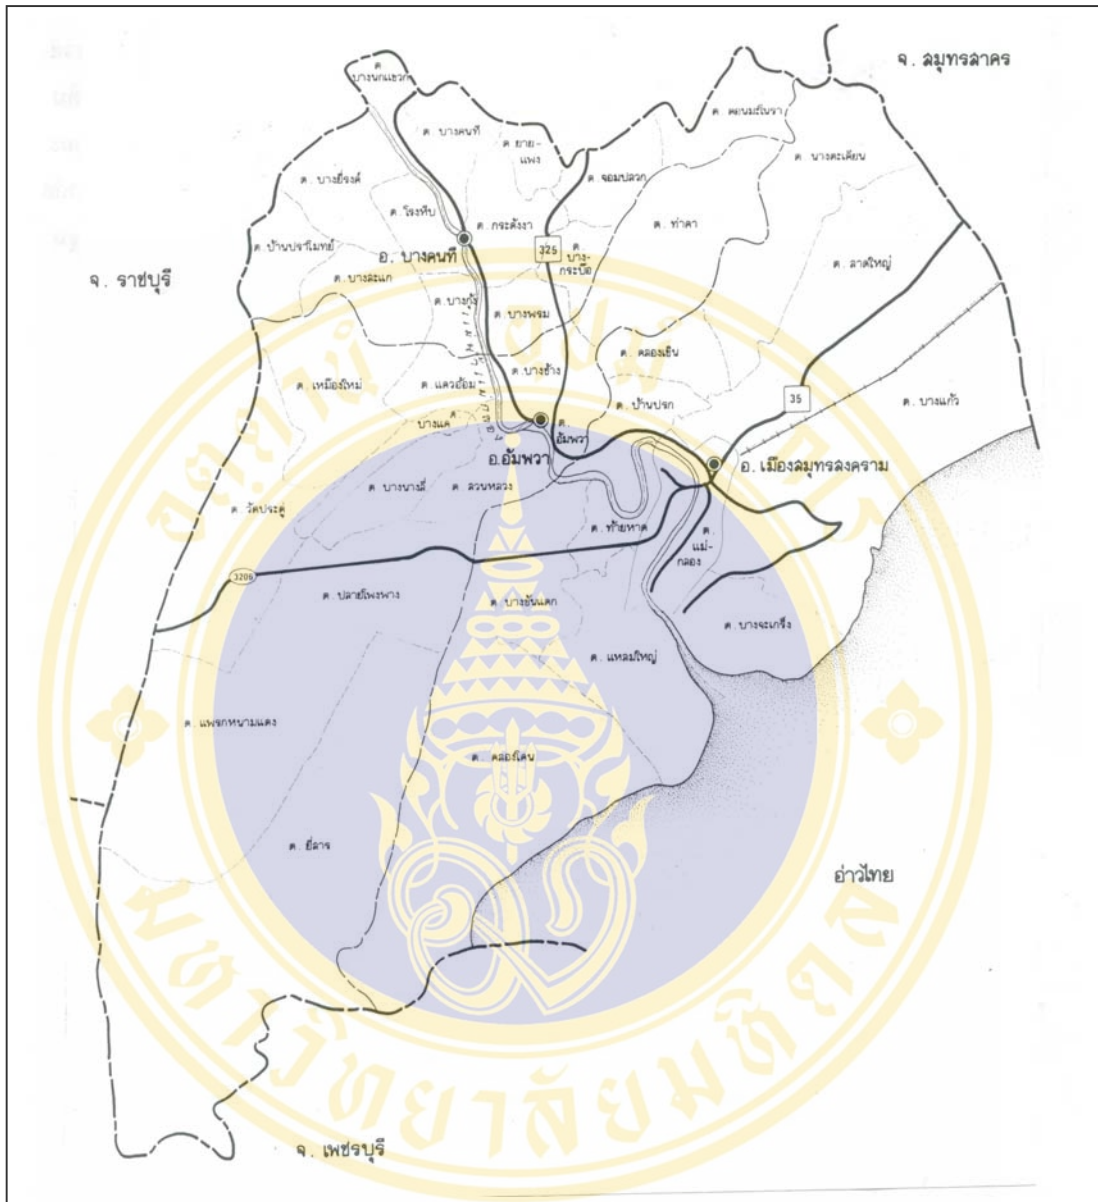 จ. สมุทรสาคร
ต
บางนกแขวก
ต. ดอนมะโนรา
ต. บางคนที
ต ยาย-
แพง
ต. นางตะเคียน
ต. บางยี่รงค์
ต. จอมปลวก
ต. โรงหีบ
ต. กระดังงา
ต. ท่าคา
ต. บ้านปราโมทย์
อ. บางคนที
325
ต.
บาง-
กระบือ
ต. ลาดใหญ่
จ. ราชบุรี
ต. บางสะแก
ต. บางกุ้ง
ต. บางพรม
แม่น้ำแม่กลอง
ต. คลองเขิน
ต. เหมืองใหม่
ต. แควอ้อม
ต. บางช้าง
35
ต. บางแก้ว
ต.
บางแค
ต. บ้านปรก
ต.
อัมพวา
อ.อัมพวา
อ. เมืองสมุทรสงคราม
ต. บางนางลี่
ต. สวนหลวง
ต. วัดประดู่
ต. ท้ายหาด
ต.
แม่-
กลอง
3206
ต. ปลายโพงพาง
ต. บางขันแตก
ต. บางจะเกร็ง
ต. แหลมใหญ่
ต. แพรกหนามแดง
ต. คลองโคน
ต. ยี่สาร
อ่าวไทย
จ. เพชรบุรี
มหาวิทยาลัยมหิดล